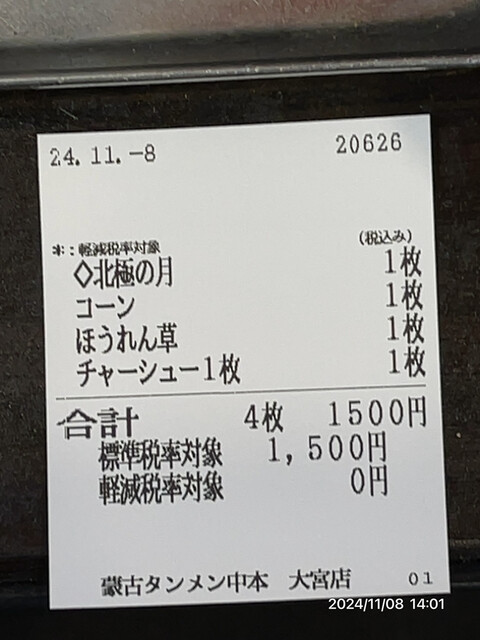 24.11.-8 20626
*:軽減税率対象 (税込み)
◇北極の月 1枚
コーン 1枚
ほうれん草 1枚
チャーシュー1枚 1枚
合計 4枚 1500円
標準税率対象 1,500円
軽減税率対象 0円
蒙古タンメン中本 大宮店 01
2024/11/08 14:01